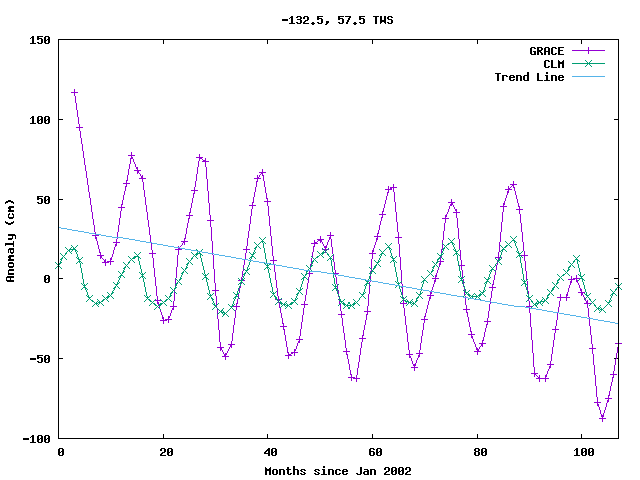 -132.5, 57.5 TWS
150
GRACE
CLM
Trend Line
100
50
0
-50
-100
Anomaly (cm)
0 20 40 60 80 100
Months since Jan 2002